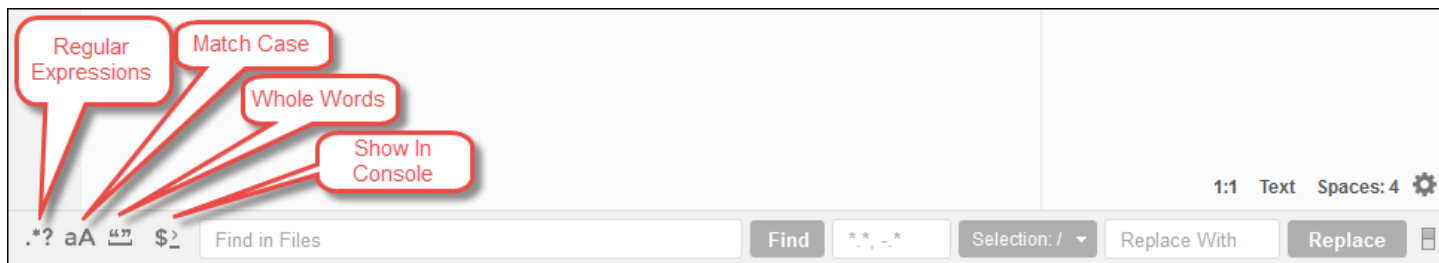 Regular
Expressions
Match Case
Whole Words
Show In
Console
1:1 Text Spaces: 4
.*? aA “” $> Find in Files Find *.*, -.* Selection: / Replace With Replace